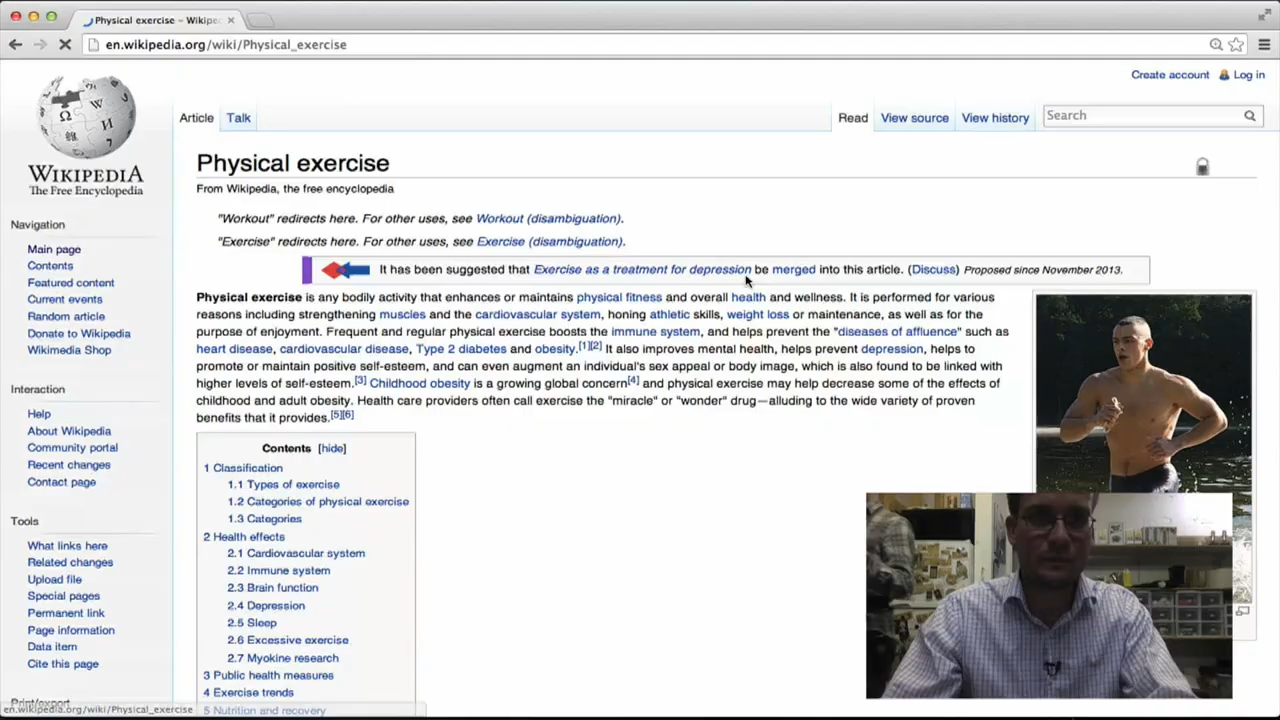 Physical exercise – Wikipe
en.wikipedia.org/wiki/Physical_exercise
Create account Log in
Article Talk Read View source View history Search
WIKIPEDIA
The Free Encyclopedia
Navigation
Main page
Contents
Featured content
Current events
Random article
Donate to Wikipedia
Wikimedia Shop
Interaction
Help
About Wikipedia
Community portal
Recent changes
Contact page
Tools
What links here
Related changes
Upload file
Special pages
Permanent link
Page information
Data item
Cite this page
Print/export
Physical exercise
From Wikipedia, the free encyclopedia
"Workout" redirects here. For other uses, see Workout (disambiguation).
"Exercise" redirects here. For other uses, see Exercise (disambiguation).
It has been suggested that Exercise as a treatment for depression be merged into this article. (Discuss) Proposed since November 2013.
Physical exercise is any bodily activity that enhances or maintains physical fitness and overall health and wellness. It is performed for various
reasons including strengthening muscles and the cardiovascular system, honing athletic skills, weight loss or maintenance, as well as for the
purpose of enjoyment. Frequent and regular physical exercise boosts the immune system, and helps prevent the "diseases of affluence" such as
heart disease, cardiovascular disease, Type 2 diabetes and obesity.[1][2] It also improves mental health, helps prevent depression, helps to
promote or maintain positive self-esteem, and can even augment an individual's sex appeal or body image, which is also found to be linked with
higher levels of self-esteem.[3] Childhood obesity is a growing global concern[4] and physical exercise may help decrease some of the effects of
childhood and adult obesity. Health care providers often call exercise the "miracle" or "wonder" drug—alluding to the wide variety of proven
benefits that it provides.[5][6]
Contents [hide]
1 Classification
1.1 Types of exercise
1.2 Categories of physical exercise
1.3 Categories
2 Health effects
2.1 Cardiovascular system
2.2 Immune system
2.3 Brain function
2.4 Depression
2.5 Sleep
2.6 Excessive exercise
2.7 Myokine research
3 Public health measures
4 Exercise trends
5 Nutrition and recovery
en.wikipedia.org/wiki/Physical_exercise